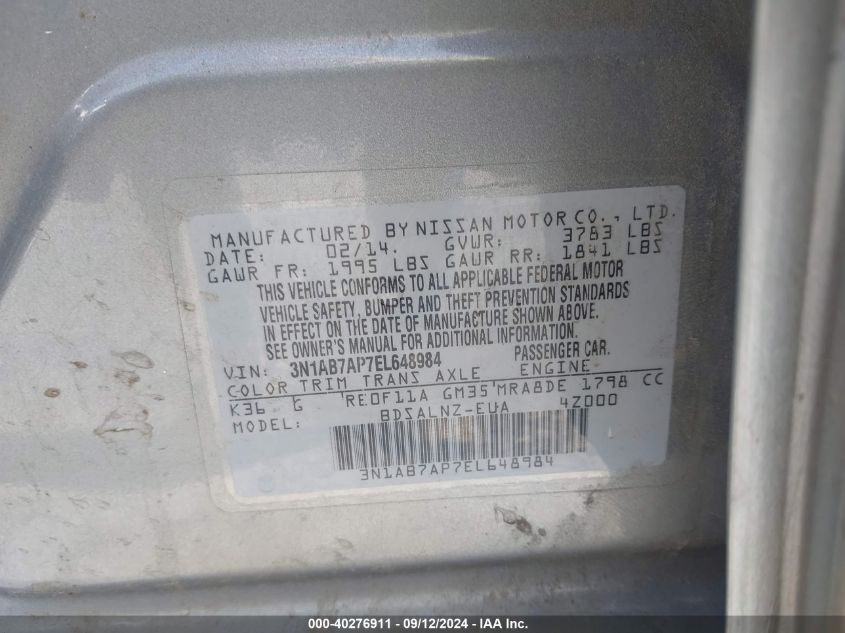 MANUFACTURED BY NISSAN MOTOR CO., LTD.
DATE: 02/14. GVWR: 3783 LBS
GAWR FR: 1995 LBS GAWR RR: 1841 LBS
THIS VEHICLE CONFORMS TO ALL APPLICABLE FEDERAL MOTOR
VEHICLE SAFETY, BUMPER AND THEFT PREVENTION STANDARDS
IN EFFECT ON THE DATE OF MANUFACTURE SHOWN ABOVE.
SEE OWNER'S MANUAL FOR ADDITIONAL INFORMATION.
VIN: 3N1AB7AP7EL648984 PASSENGER CAR.
COLOR TRIM TRANS AXLE ENGINE
K36 G RE0F11A GM35 MRA8DE 1798 CC
MODEL: BDSALNZ-EUA 4Z000
3N1AB7AP7EL648984
000-40276911 - 09/12/2024 - IAA Inc.